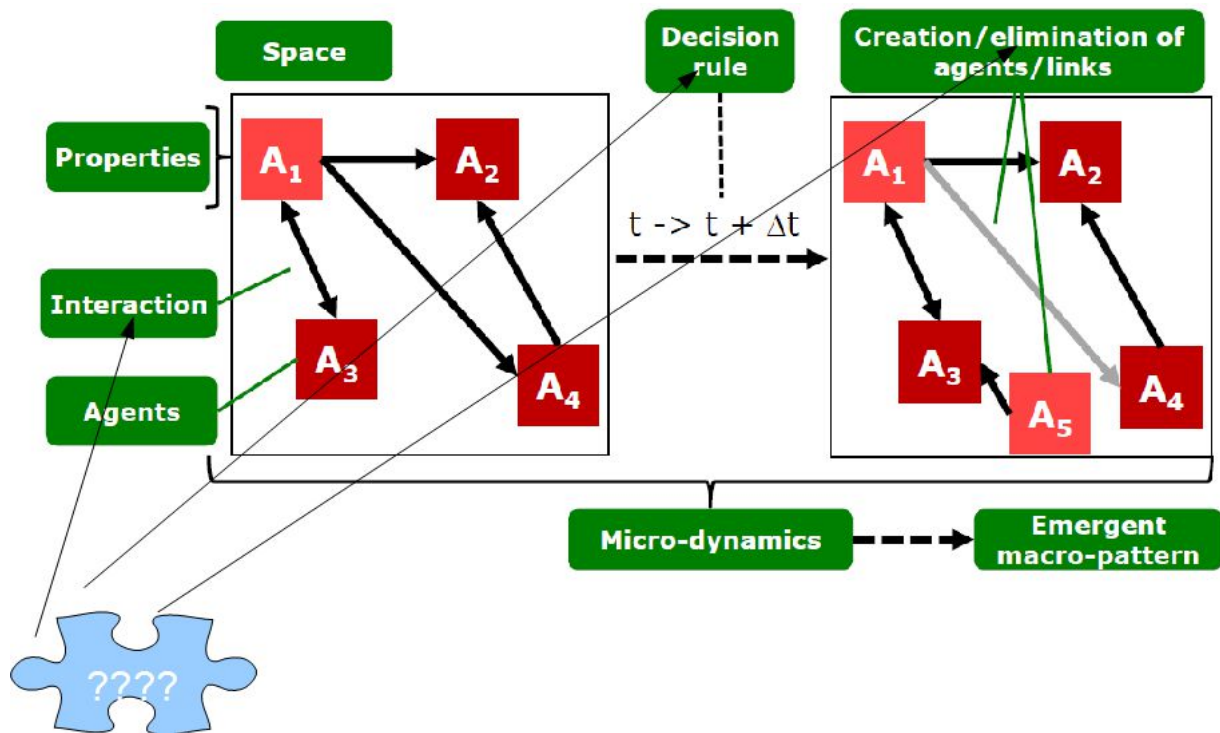 Space
Decision
rule
Creation/elimination of
agents/links
Properties
A1
A2
A1
A2
t -> t + Δt
Interaction
A3
A4
A3
A5
A4
Agents
Micro-dynamics
Emergent
macro-pattern
????